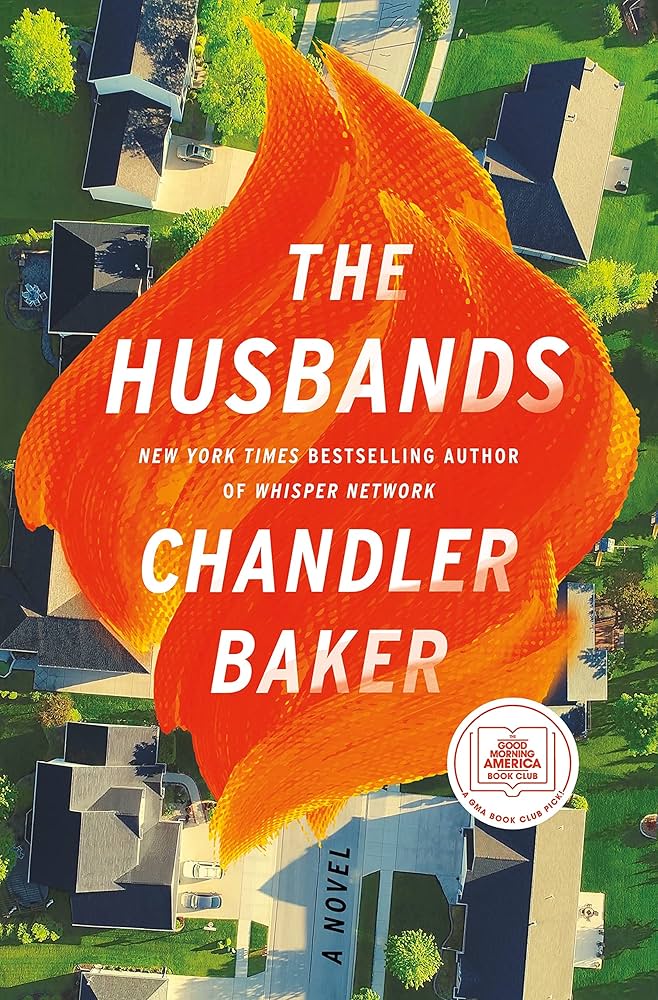 THE
HUSBANDS
NEW YORK TIMES BESTSELLING AUTHOR
OF WHISPER NETWORK
CHANDLER
BAKER
THE
GOOD
MORNING
AMERICA
BOOK CLUB
A GMA BOOK CLUB PICK!
A NOVEL